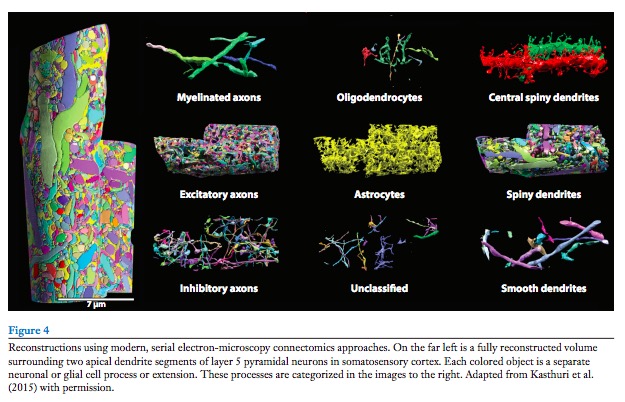 Myelinated axons
Oligodendrocytes
Central spiny dendrites
Excitatory axons
Astrocytes
Spiny dendrites
Inhibitory axons
Unclassified
Smooth dendrites
7 µm
Figure 4
Reconstructions using modern, serial electron-microscopy connectomics approaches. On the far left is a fully reconstructed volume
surrounding two apical dendrite segments of layer 5 pyramidal neurons in somatosensory cortex. Each colored object is a separate
neuronal or glial cell process or extension. These processes are categorized in the images to the right. Adapted from Kasthuri et al.
(2015) with permission.